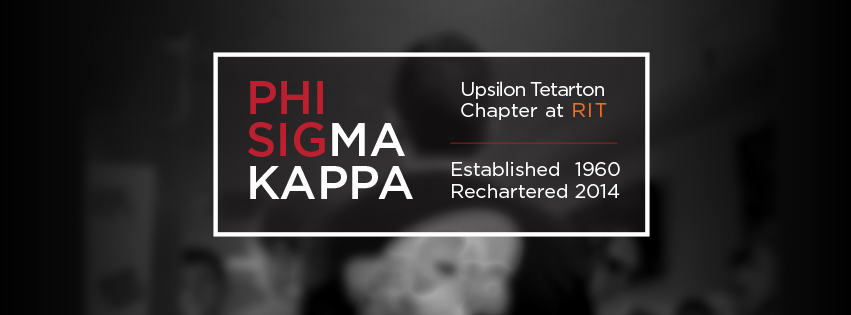 PHI
SIGMA
KAPPA
Upsilon Tetarton
Chapter at RIT
Established 1960
Rechartered 2014